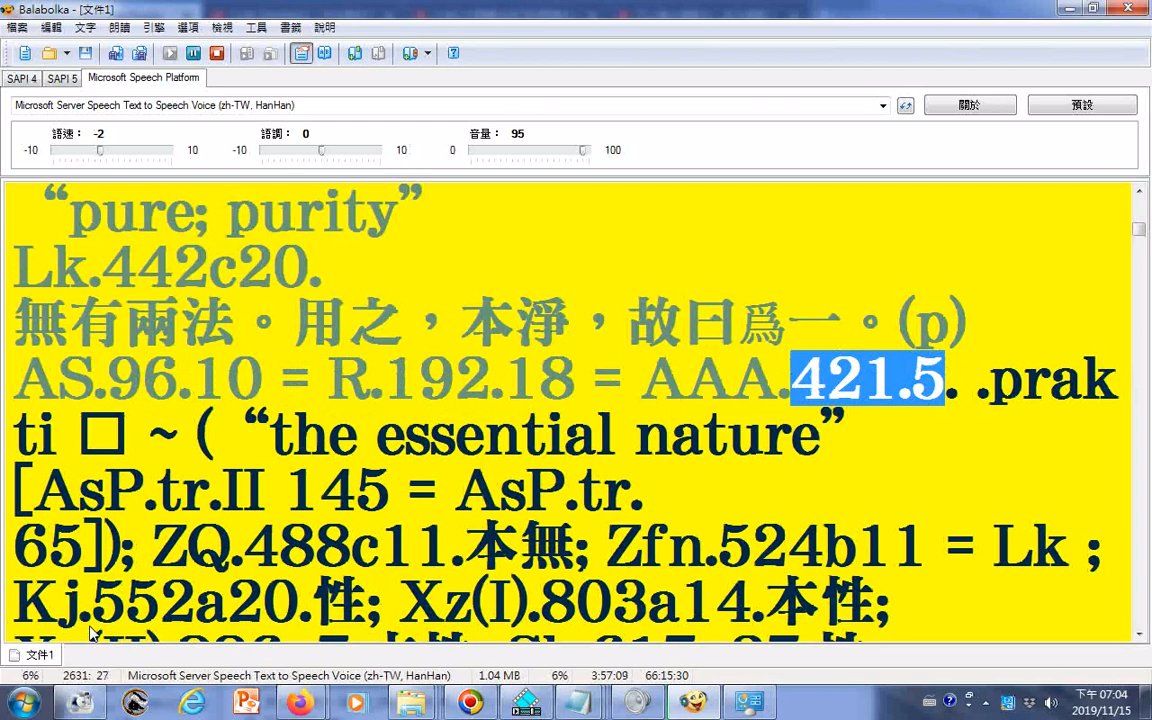 Balabolka - [文件1]
檔案 編輯 文字 朗讀 引擎 選項 檢視 工具 書籤 說明
SAPI 4 SAPI 5 Microsoft Speech Platform
Microsoft Server Speech Text to Speech Voice (zh-TW, HanHan) 關於 預設
語速： -2 語調： 0 音量： 95
-10 10 -10 10 0 100
“pure; purity”
Lk.442c20.
無有兩法。用之，本淨，故曰爲一。(p)
AS.96.10 = R.192.18 = AAA.421.5. .prak
ti □ ~ (“the essential nature”
[AsP.tr.II 145 = AsP.tr.
65]); ZQ.488c11.本無; Zfn.524b11 = Lk ;
Kj.552a20.性; Xz(I).803a14.本性;
文件1
6% 2631: 27 Microsoft Server Speech Text to Speech Voice (zh-TW, HanHan) 1.04 MB 6% 3:57:09 66:15:30
下午 07:04
2019/11/15